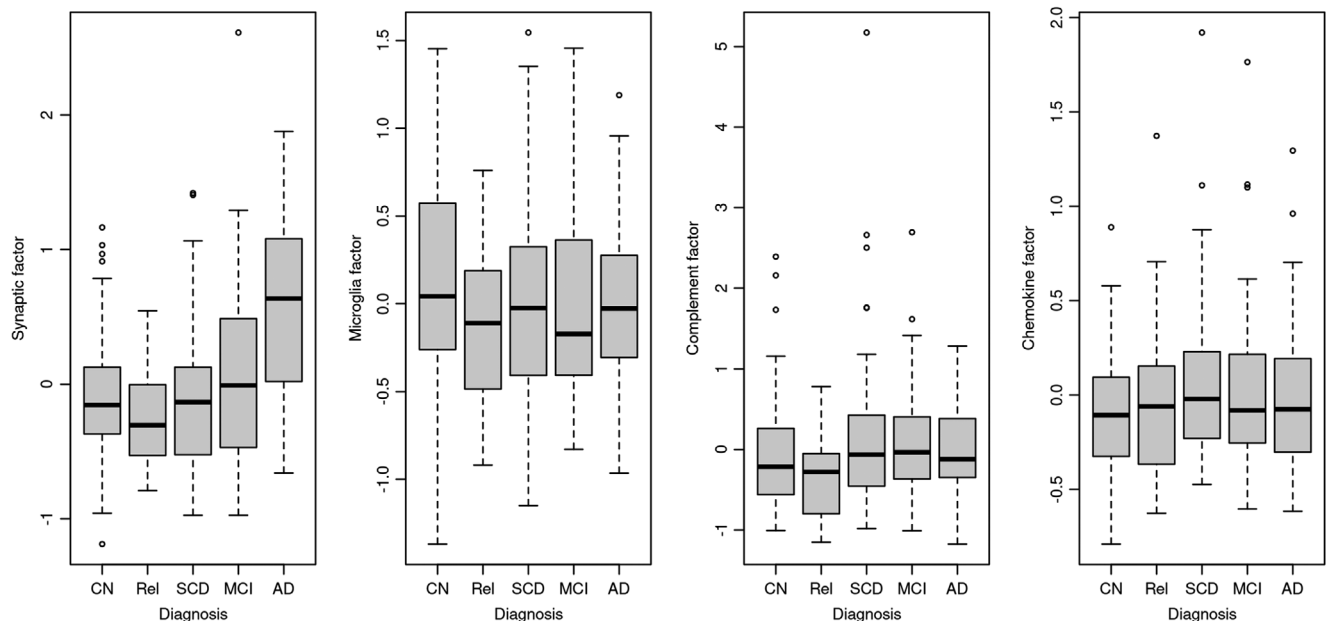 Synaptic factor
2
1
0
-1
CN Rel SCD MCI AD
Diagnosis
Microglia factor
1.5
1.0
0.5
0.0
-0.5
-1.0
CN Rel SCD MCI AD
Diagnosis
Complement factor
5
4
3
2
1
0
-1
CN Rel SCD MCI AD
Diagnosis
Chemokine factor
2.0
1.5
1.0
0.5
0.0
-0.5
CN Rel SCD MCI AD
Diagnosis